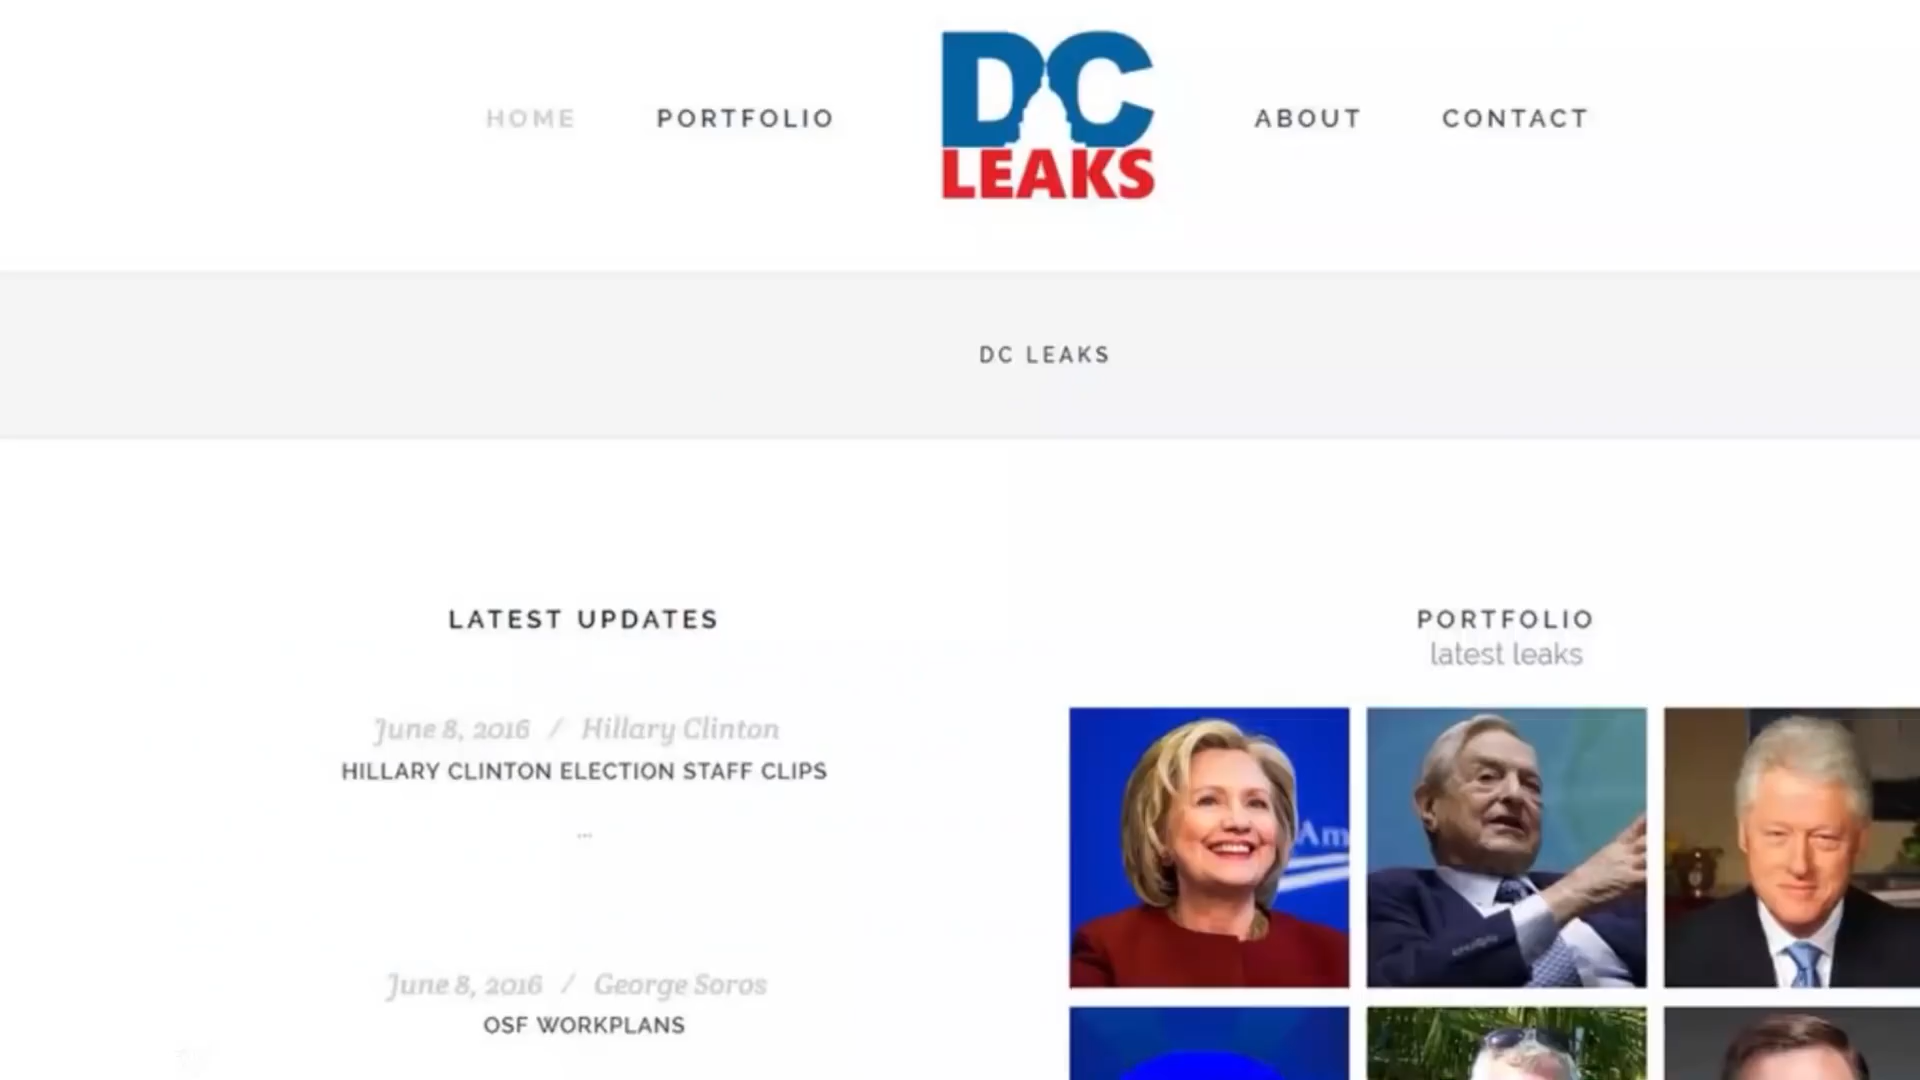 HOME
PORTFOLIO
DC
LEAKS
ABOUT
CONTACT
DC LEAKS
LATEST UPDATES
June 8, 2016 / Hillary Clinton
HILLARY CLINTON ELECTION STAFF CLIPS
...
June 8, 2016 / George Soros
OSF WORKPLANS
PORTFOLIO
latest leaks
Am